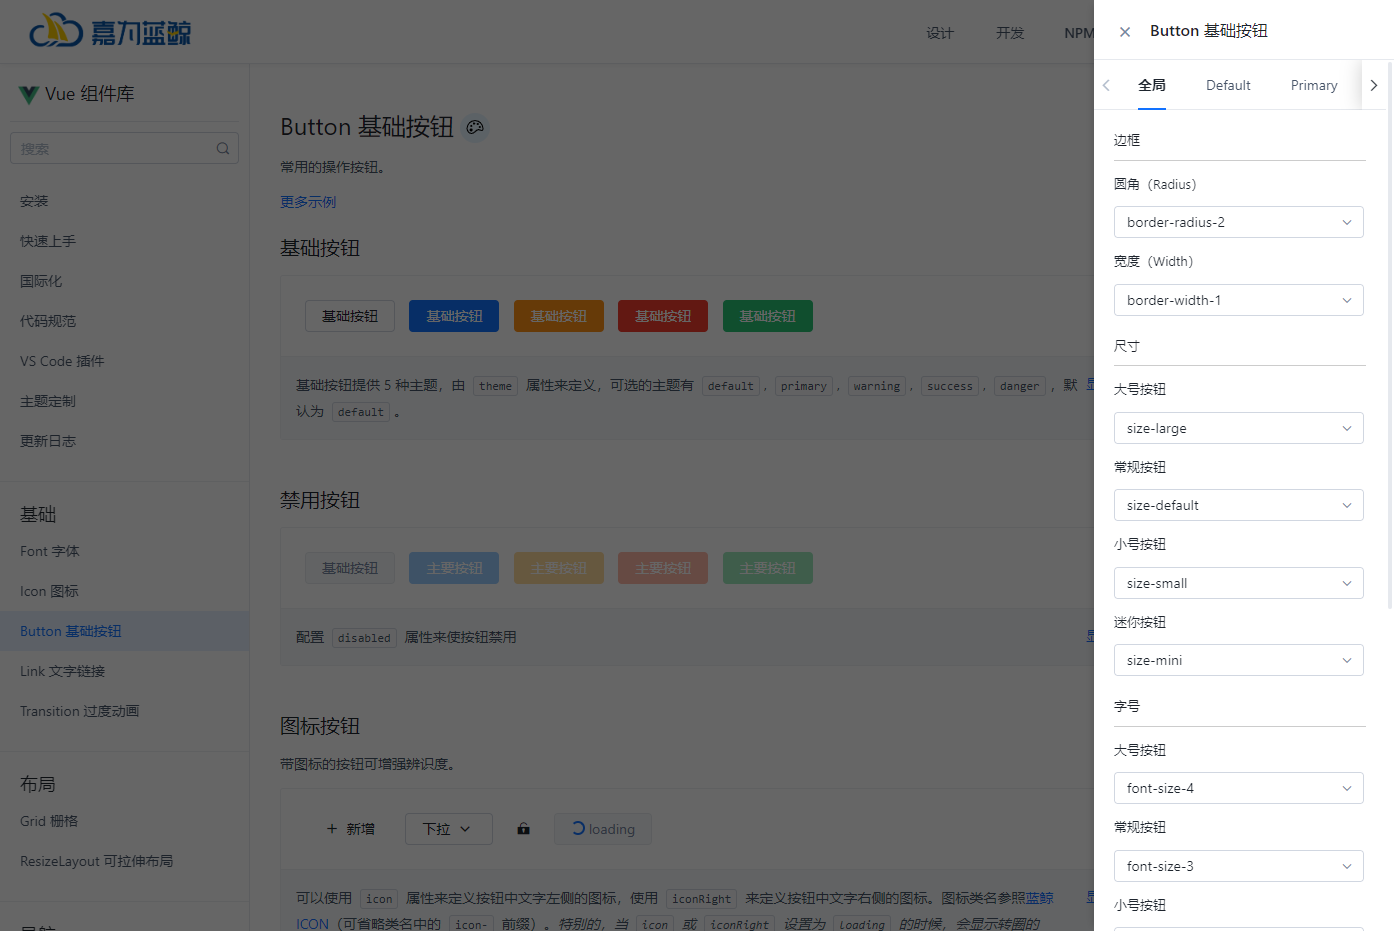 嘉为蓝鲸
设计
开发
NPM
Vue 组件库
搜索
安装
快速上手
国际化
代码规范
VS Code 插件
主题定制
更新日志
基础
Font 字体
Icon 图标
Button 基础按钮
Link 文字链接
Transition 过度动画
布局
Grid 栅格
ResizeLayout 可拉伸布局
Button 基础按钮
常用的操作按钮。
更多示例
基础按钮
基础按钮 基础按钮 基础按钮 基础按钮 基础按钮
基础按钮提供 5 种主题，由 theme 属性来定义，可选的主题有 default , primary , warning , success , danger , 默
认为 default 。
禁用按钮
基础按钮 主要按钮 主要按钮 主要按钮 主要按钮
配置 disabled 属性来使按钮禁用
图标按钮
带图标的按钮可增强辨识度。
新增 下拉 loading
可以使用 icon 属性来定义按钮中文字左侧的图标，使用 iconRight 来定义按钮中文字右侧的图标。图标类名参照蓝鲸
ICON（可省略类名中的 icon- 前缀）。特别的，当 icon 或 iconRight 设置为 loading 的时候，会显示转圈的
Button 基础按钮
全局 Default Primary
边框
圆角（Radius）
border-radius-2
宽度（Width）
border-width-1
尺寸
大号按钮
size-large
常规按钮
size-default
小号按钮
size-small
迷你按钮
size-mini
字号
大号按钮
font-size-4
常规按钮
font-size-3
小号按钮